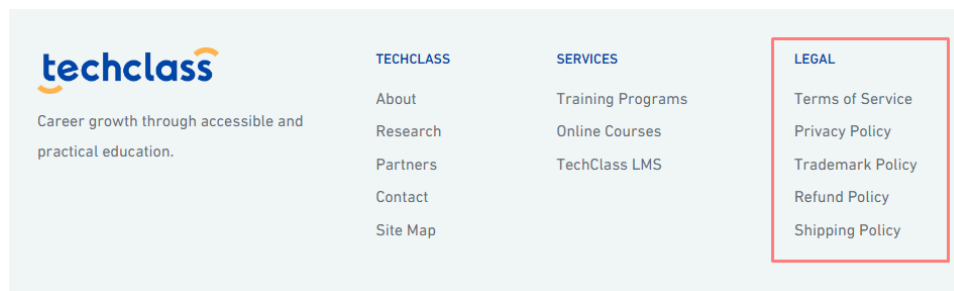 techclass
Career growth through accessible and
practical education.
TECHCLASS
About
Research
Partners
Contact
Site Map
SERVICES
Training Programs
Online Courses
TechClass LMS
LEGAL
Terms of Service
Privacy Policy
Trademark Policy
Refund Policy
Shipping Policy